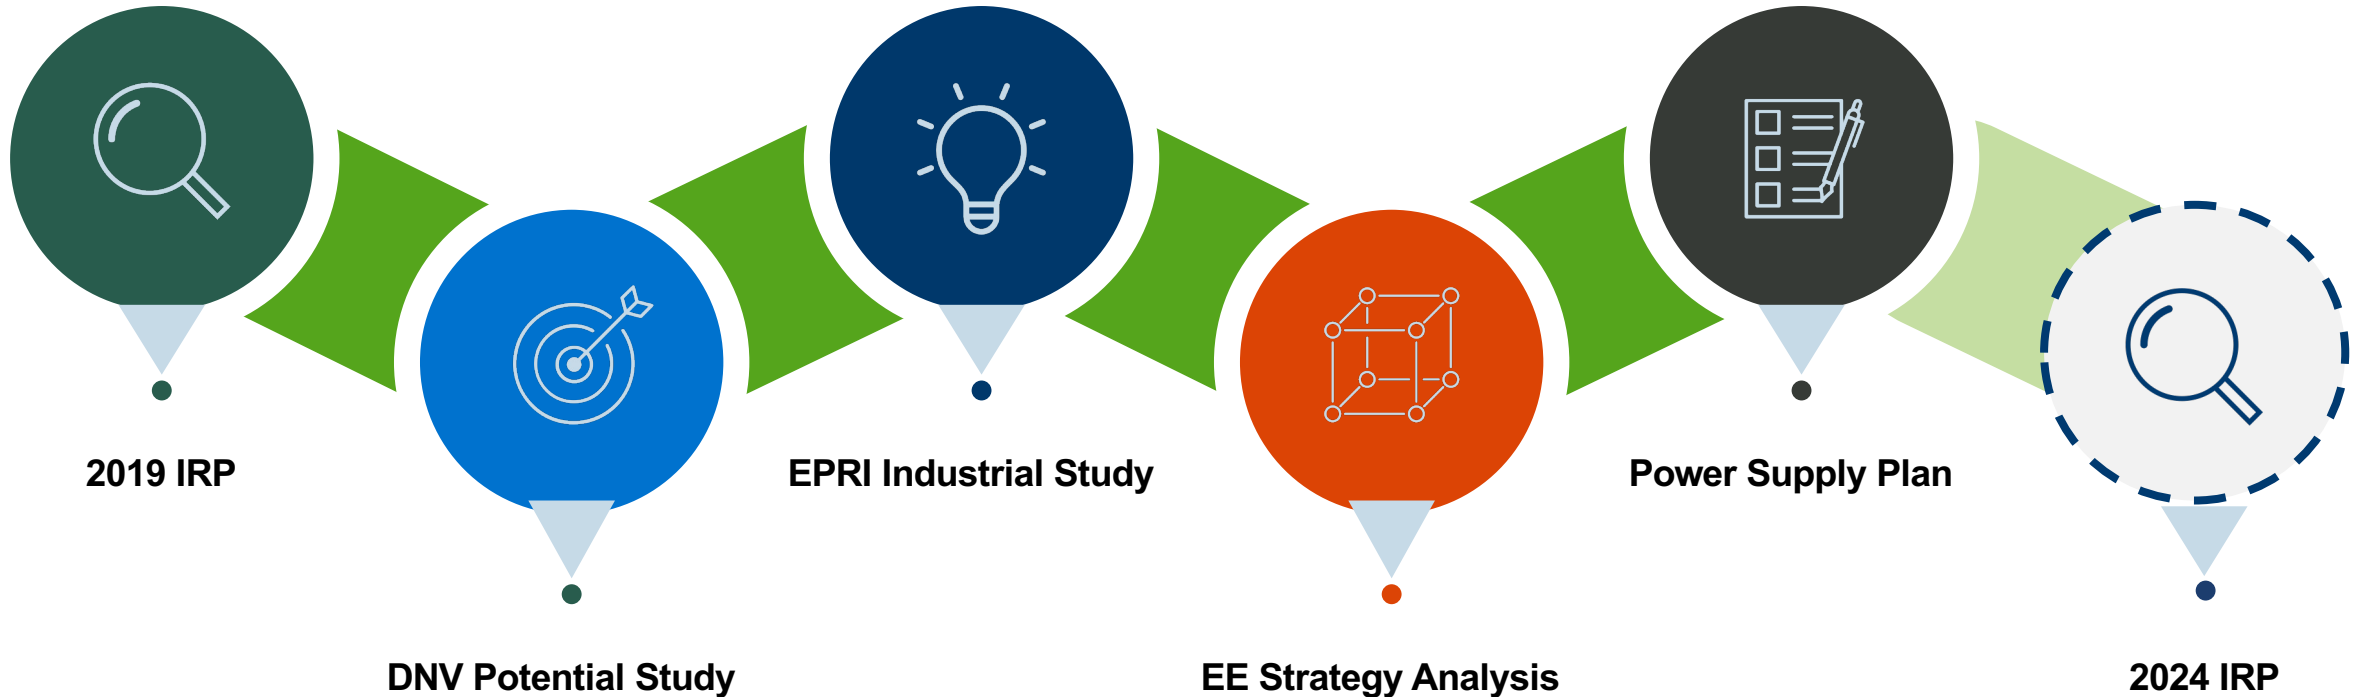 2019 IRP
DNV Potential Study
EPRI Industrial Study
EE Strategy Analysis
Power Supply Plan
2024 IRP